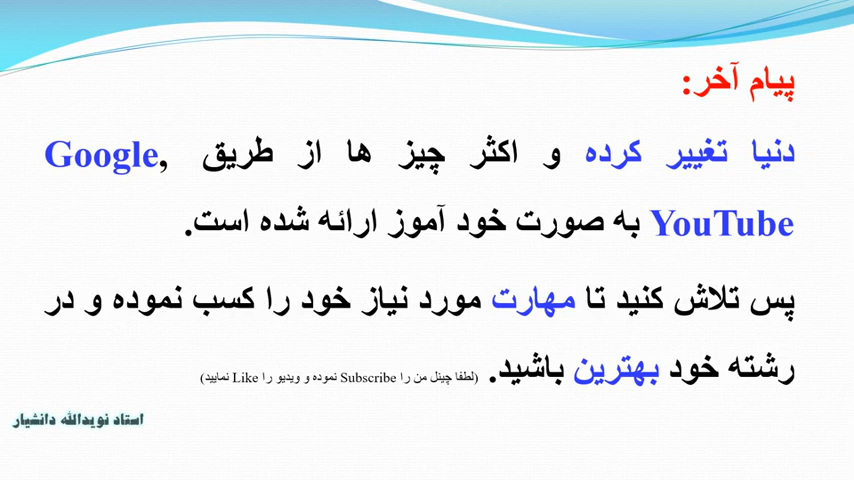 پیام آخر:
دنیا تغییر کرده و اکثر چیز ها از طریق Google,
YouTube به صورت خود آموز ارائه شده است.
پس تلاش کنید تا مهارت مورد نیاز خود را کسب نموده و در
رشته خود بهترین باشید. (لطفا چینل من را Subscribe نموده و ویدیو را Like نمایید)
استاد نویدالله دانشیار